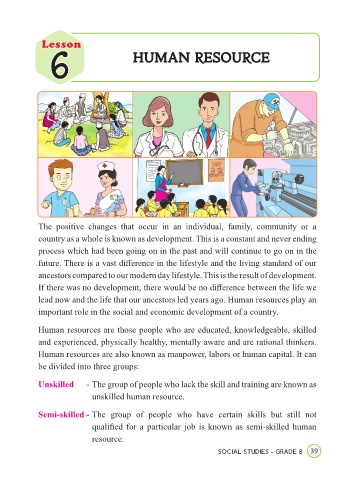 Lesson
6
HUMAN RESOURCE
The positive changes that occur in an individual, family, community or a
country as a whole is known as development. This is a constant and never ending
process which had been going on in the past and will continue to go on in the
future. There is a vast difference in the lifestyle and the living standard of our
ancestors compared to our modern day lifestyle. This is the result of development.
If there was no development, there would be no difference between the life we
lead now and the life that our ancestors led years ago. Human resources play an
important role in the social and economic development of a country.
Human resources are those people who are educated, knowledgeable, skilled
and experienced, physically healthy, mentally aware and are rational thinkers.
Human resources are also known as manpower, labors or human capital. It can
be divided into three groups:
Unskilled - The group of people who lack the skill and training are known as
unskilled human resource.
Semi-skilled - The group of people who have certain skills but still not
qualified for a particular job is known as semi-skilled human
resource.
SOCIAL STUDIES - GRADE 8 39